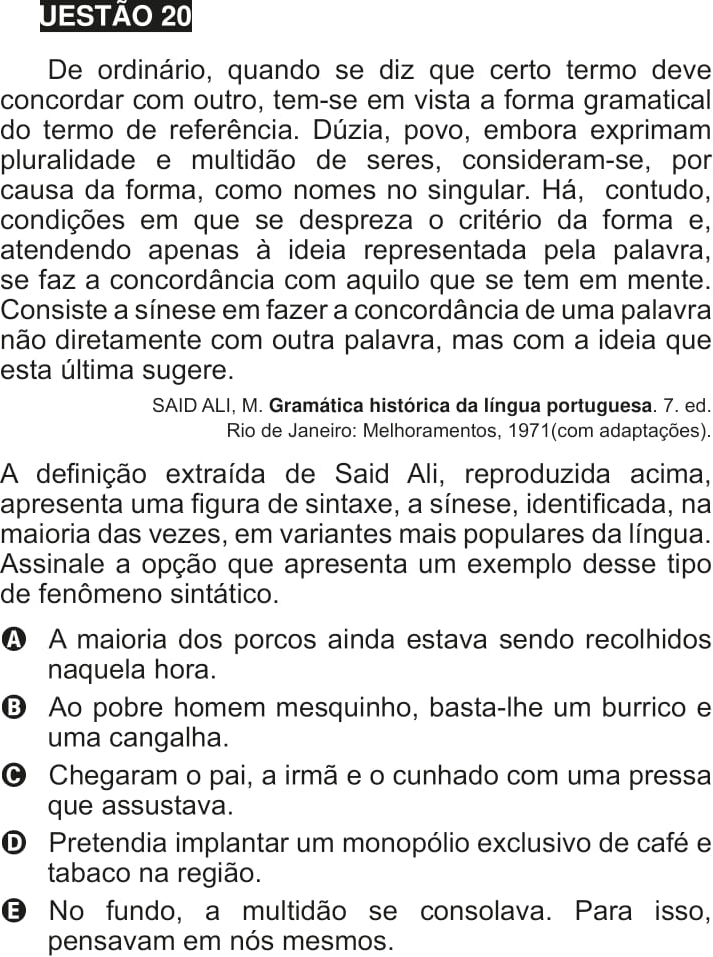 UESTÃO 20
De ordinário, quando se diz que certo termo deve
concordar com outro, tem-se em vista a forma gramatical
do termo de referência. Dúzia, povo, embora exprimam
pluralidade e multidão de seres, consideram-se, por
causa da forma, como nomes no singular. Há, contudo,
condições em que se despreza o critério da forma e,
atendendo apenas à ideia representada pela palavra,
se faz a concordância com aquilo que se tem em mente.
Consiste a sínese em fazer a concordância de uma palavra
não diretamente com outra palavra, mas com a ideia que
esta última sugere.
SAID ALI, M. Gramática histórica da língua portuguesa. 7. ed.
Rio de Janeiro: Melhoramentos, 1971(com adaptações).
A definição extraída de Said Ali, reproduzida acima,
apresenta uma figura de sintaxe, a sínese, identificada, na
maioria das vezes, em variantes mais populares da língua.
Assinale a opção que apresenta um exemplo desse tipo
de fenômeno sintático.
A A maioria dos porcos ainda estava sendo recolhidos
naquela hora.
B Ao pobre homem mesquinho, basta-lhe um burrico e
uma cangalha.
C Chegaram o pai, a irmã e o cunhado com uma pressa
que assustava.
D Pretendia implantar um monopólio exclusivo de café e
tabaco na região.
E No fundo, a multidão se consolava. Para isso,
pensavam em nós mesmos.